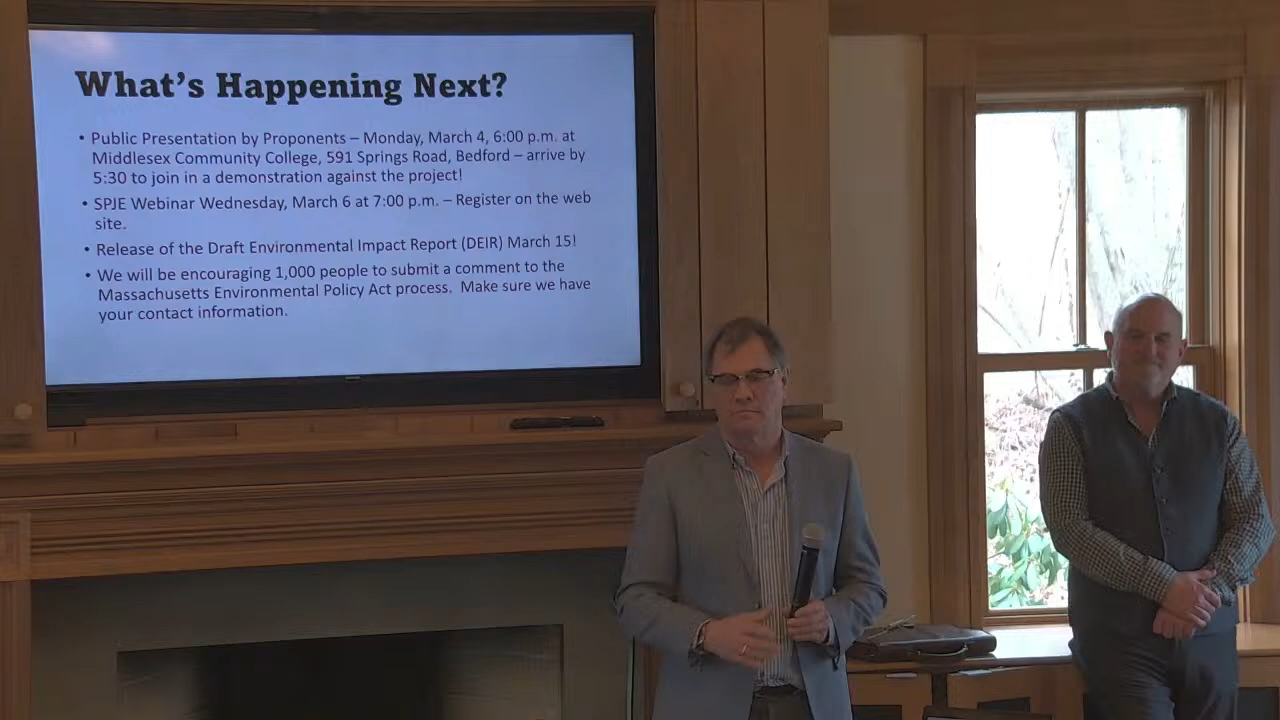 What's Happening Next?
• Public Presentation by Proponents – Monday, March 4, 6:00 p.m. at
Middlesex Community College, 591 Springs Road, Bedford – arrive by
5:30 to join in a demonstration against the project!
• SPJE Webinar Wednesday, March 6 at 7:00 p.m. – Register on the web
site.
• Release of the Draft Environmental Impact Report (DEIR) March 15!
• We will be encouraging 1,000 people to submit a comment to the
Massachusetts Environmental Policy Act process. Make sure we have
your contact information.